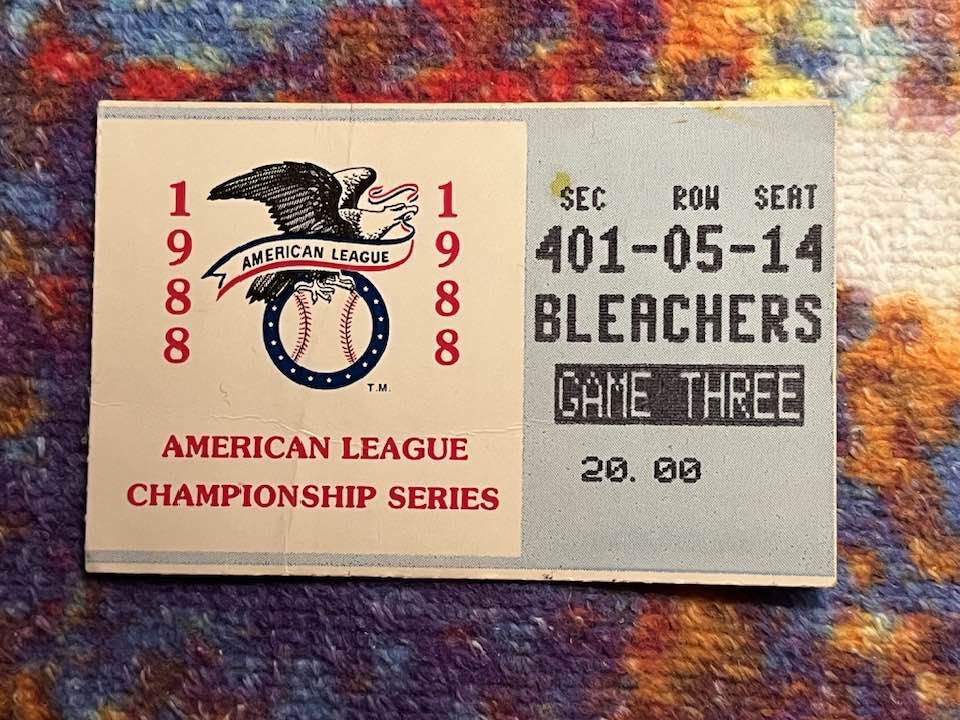 1988
AMERICAN LEAGUE
1988
T.M.
AMERICAN LEAGUE
CHAMPIONSHIP SERIES
SEC ROW SEAT
401-05-14
BLEACHERS
GAME THREE
20.00